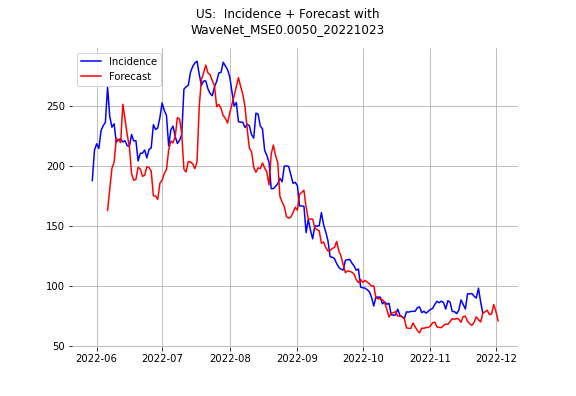 US:  Incidence + Forecast with
WaveNet_MSE0.0050_20221023
Incidence
Forecast
250
200
150
100
50
2022-06 2022-07 2022-08 2022-09 2022-10 2022-11 2022-12